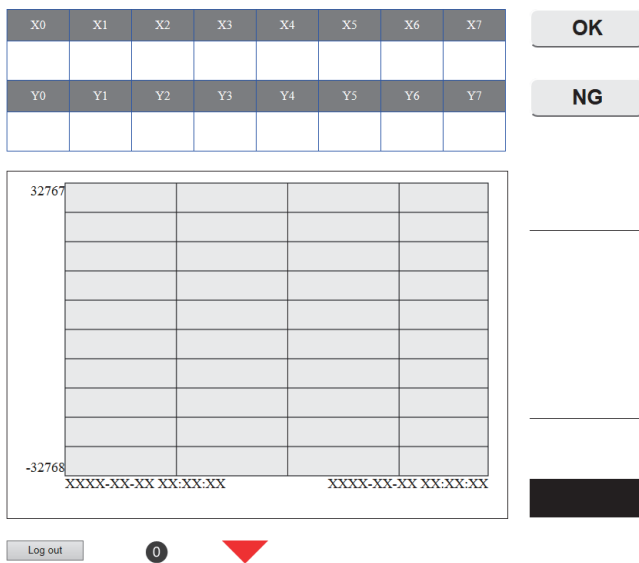 X0 X1 X2 X3 X4 X5 X6 X7
OK
Y0 Y1 Y2 Y3 Y4 Y5 Y6 Y7
NG
32767
-32768
XXXX-XX-XX XX:XX:XX XXXX-XX-XX XX:XX:XX
Log out
0